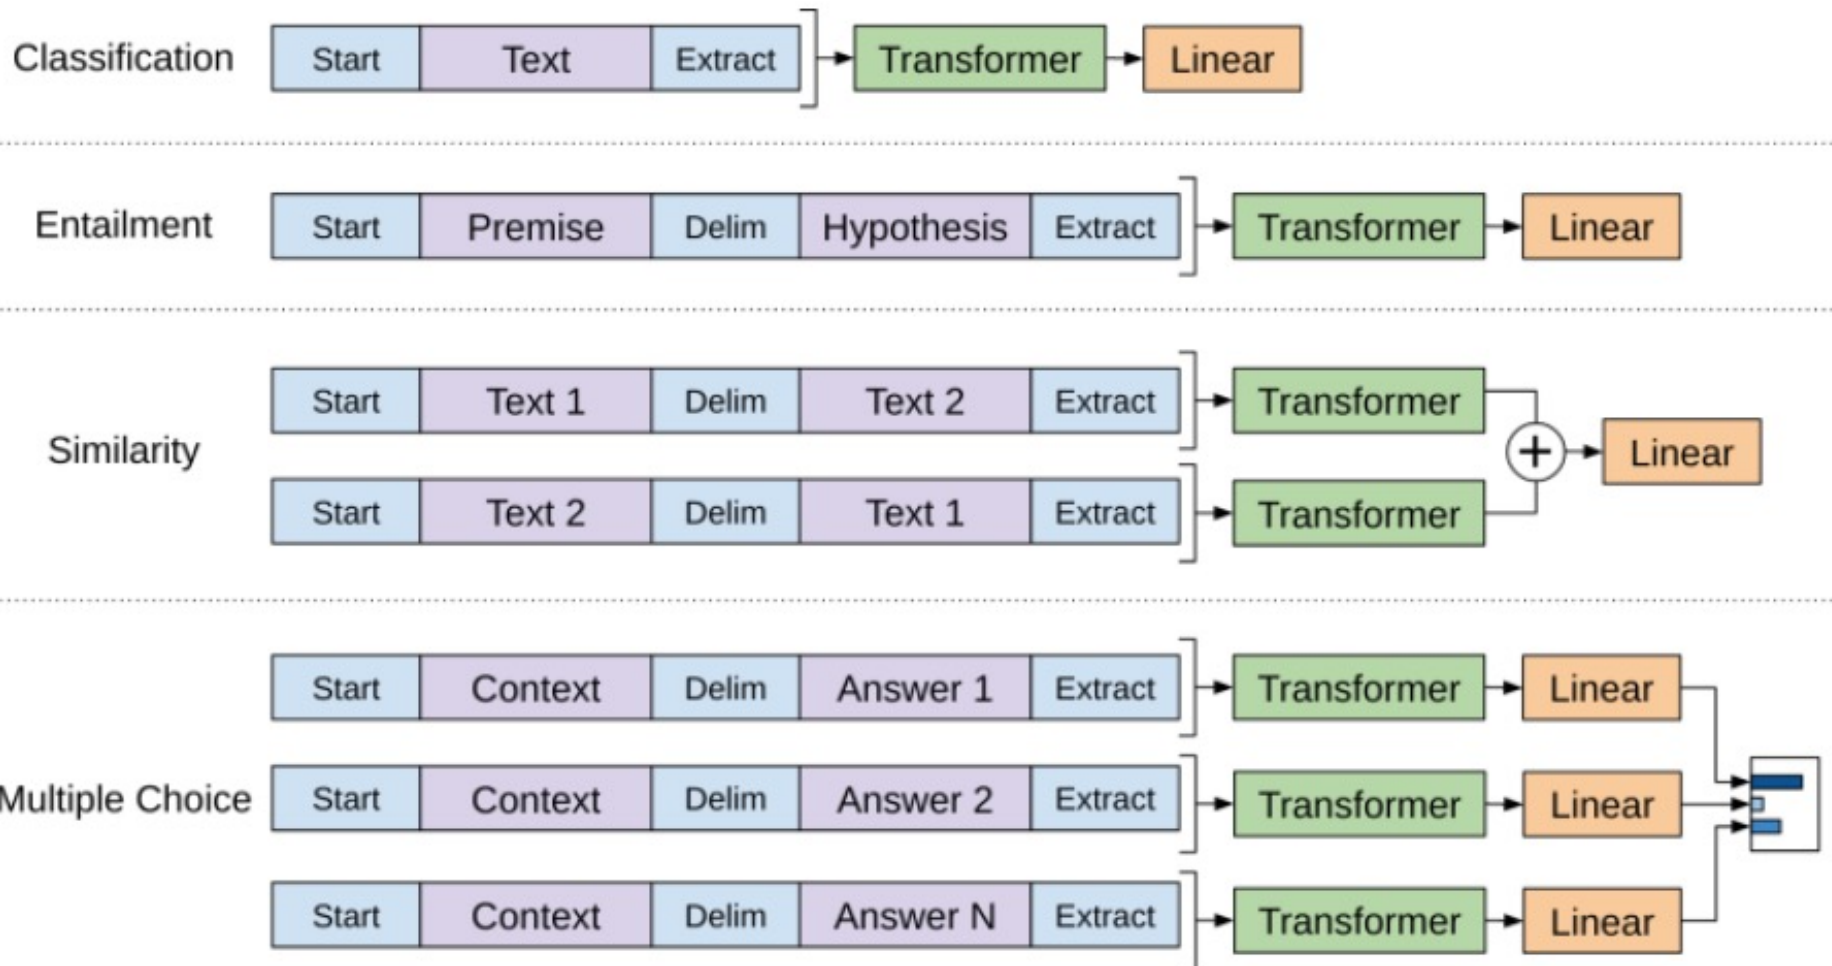 Classification Start Text Extract Transformer Linear
Entailment Start Premise Delim Hypothesis Extract Transformer Linear
Similarity
Start Text 1 Delim Text 2 Extract Transformer
+ Linear
Start Text 2 Delim Text 1 Extract Transformer
Start Context Delim Answer 1 Extract Transformer Linear
Multiple Choice Start Context Delim Answer 2 Extract Transformer Linear
Start Context Delim Answer N Extract Transformer Linear